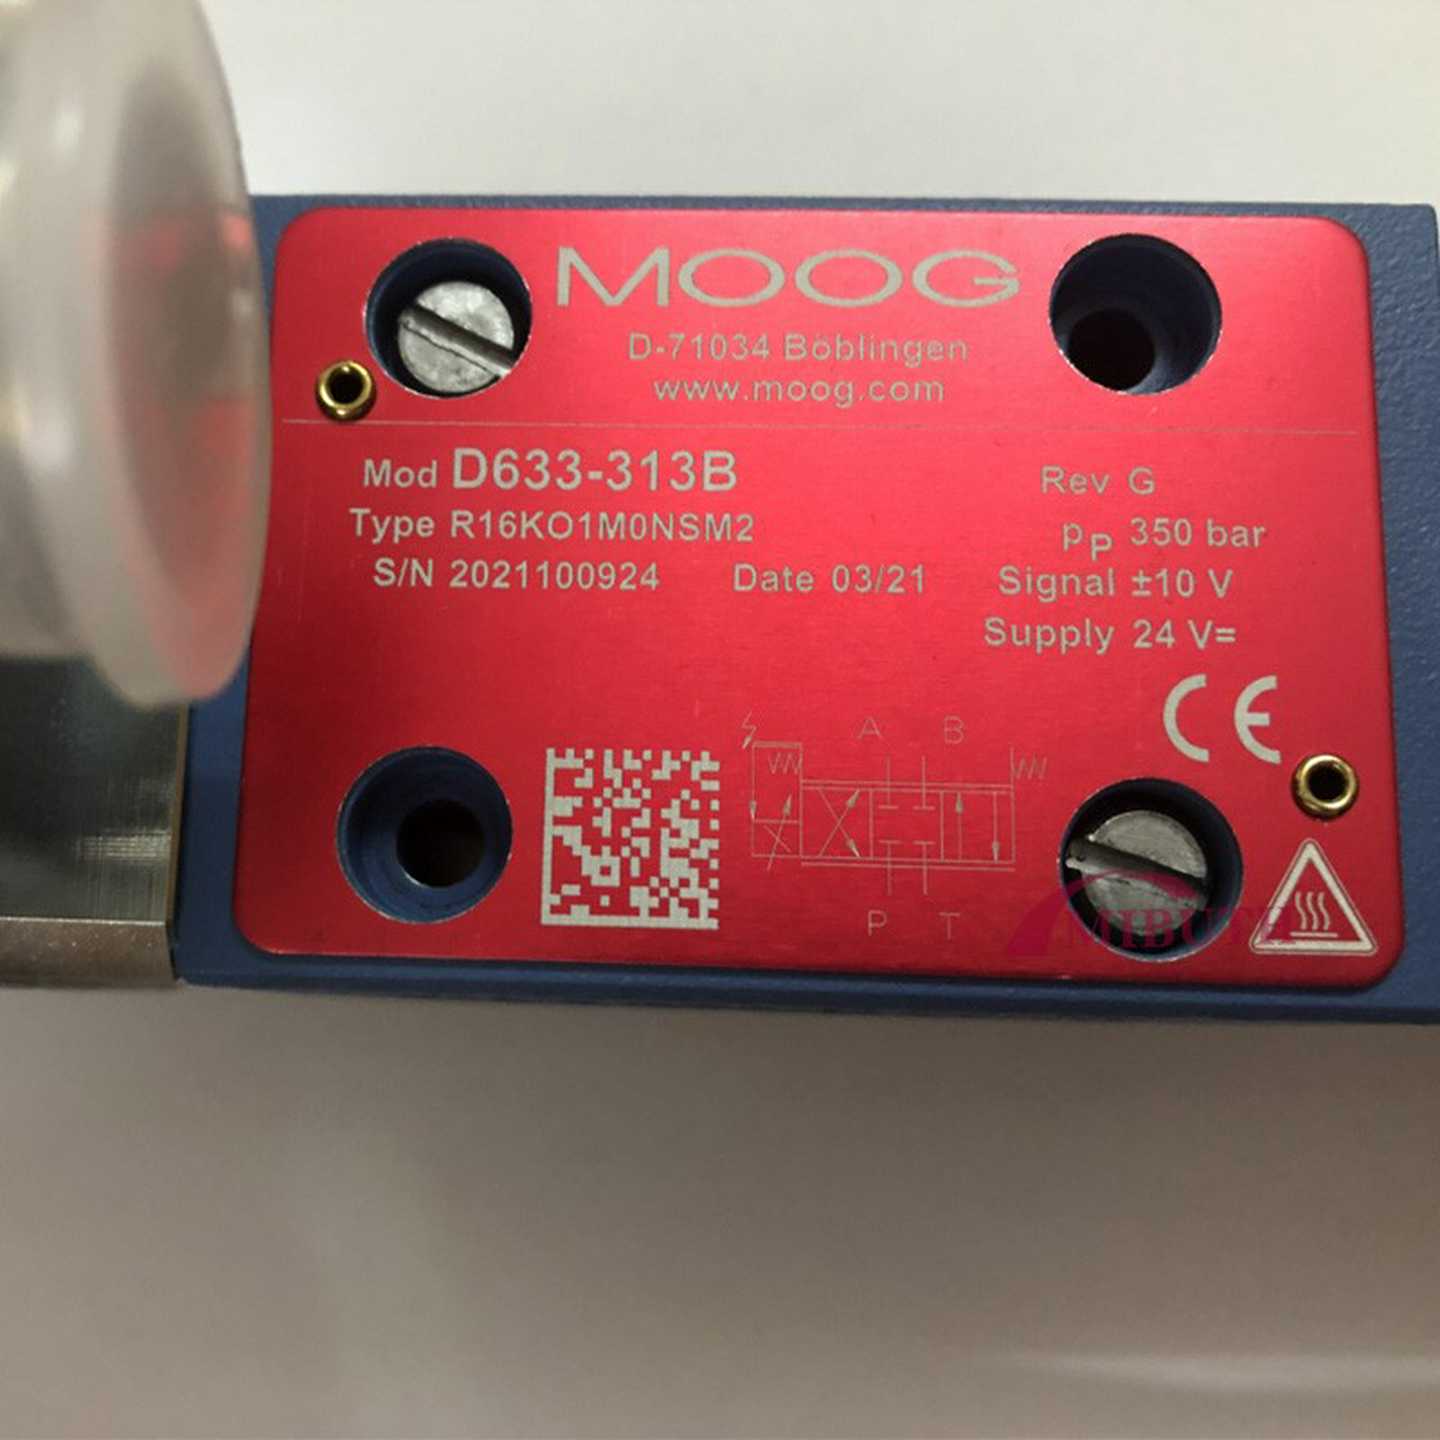 MOOG
D-71034 Böblingen
www.moog.com
Mod D633-313B
Rev G
Type R16KO1M0NSM2
pP 350 bar
S/N 2021100924
Date 03/21
Signal ±10 V
Supply 24 V=
CE
A B
P T